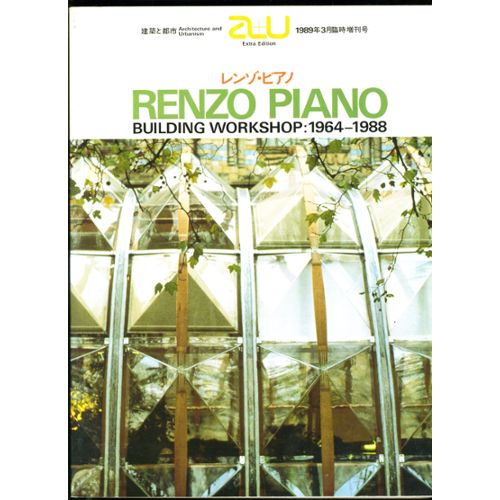 建築と都市 Architecture and Urbanism a+u 1989年3月臨時増刊号
Extra Edition
レンゾ・ピアノ
RENZO PIANO
BUILDING WORKSHOP:1964–1988